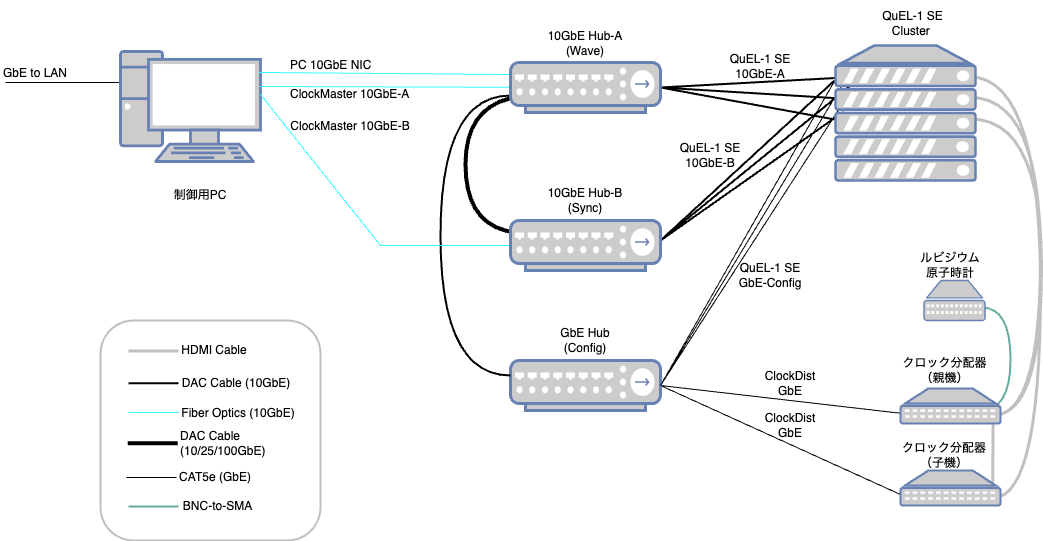 QuEL-1 SE
Cluster
10GbE Hub-A
(Wave)
GbE to LAN
PC 10GbE NIC
ClockMaster 10GbE-A
ClockMaster 10GbE-B
QuEL-1 SE
10GbE-A
QuEL-1 SE
10GbE-B
制御用PC
10GbE Hub-B
(Sync)
QuEL-1 SE
GbE-Config
ルビジウム
原子時計
GbE Hub
(Config)
ClockDist
GbE
ClockDist
GbE
クロック分配器
（親機）
クロック分配器
（子機）
HDMI Cable
DAC Cable (10GbE)
Fiber Optics (10GbE)
DAC Cable
(10/25/100GbE)
CAT5e (GbE)
BNC-to-SMA